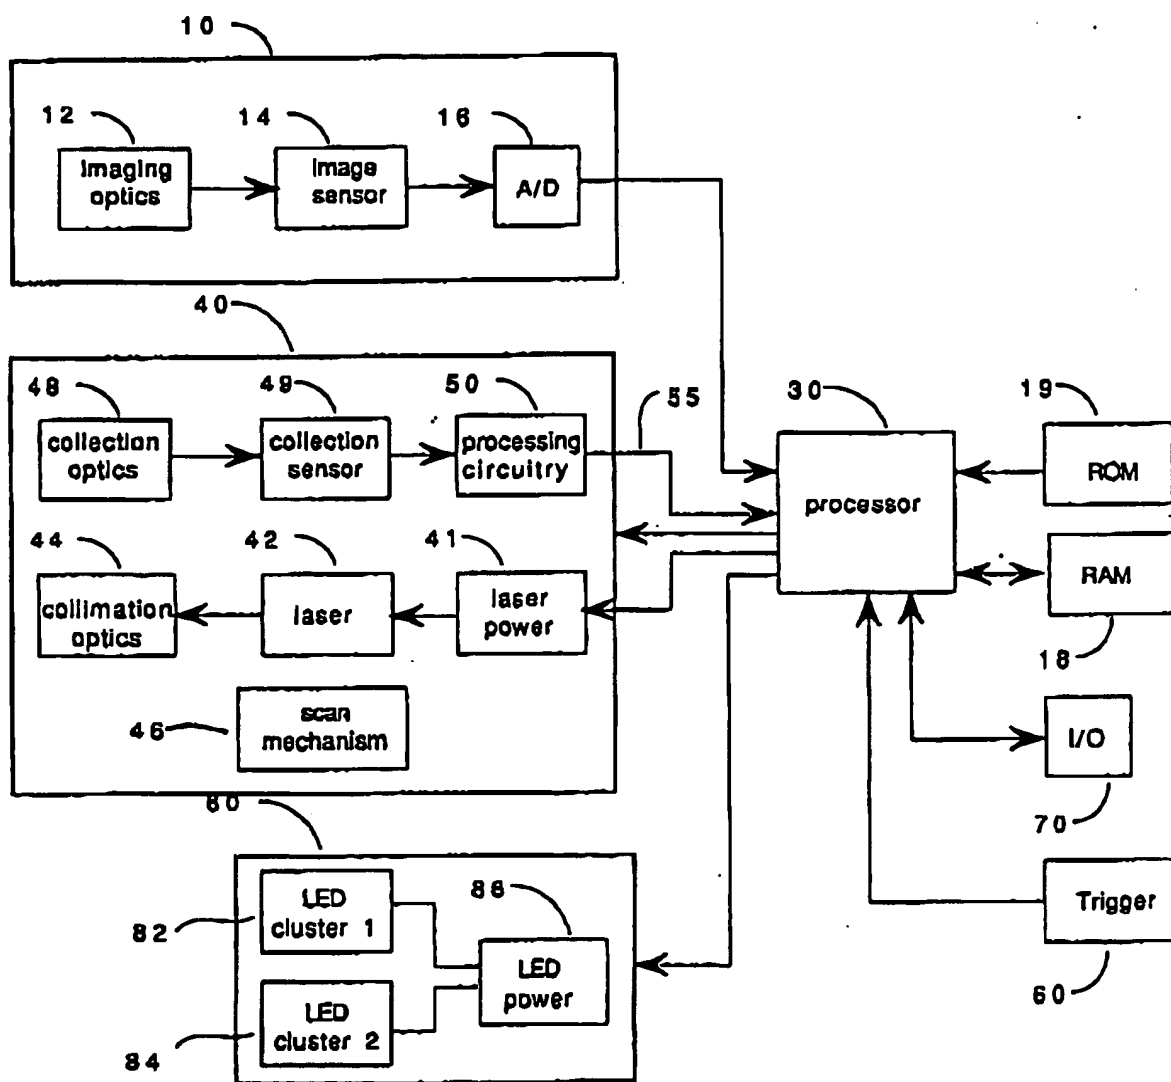 10
12
14
16
imaging
optics
image
sensor
A/D
40
48
49
50
55
30
19
collection
optics
collection
sensor
processing
circuitry
processor
ROM
44
42
41
collimation
optics
laser
laser
power
RAM
18
46
scan
mechanism
I/O
70
80
LED
cluster 1
82
86
LED
power
Trigger
60
LED
cluster 2
84